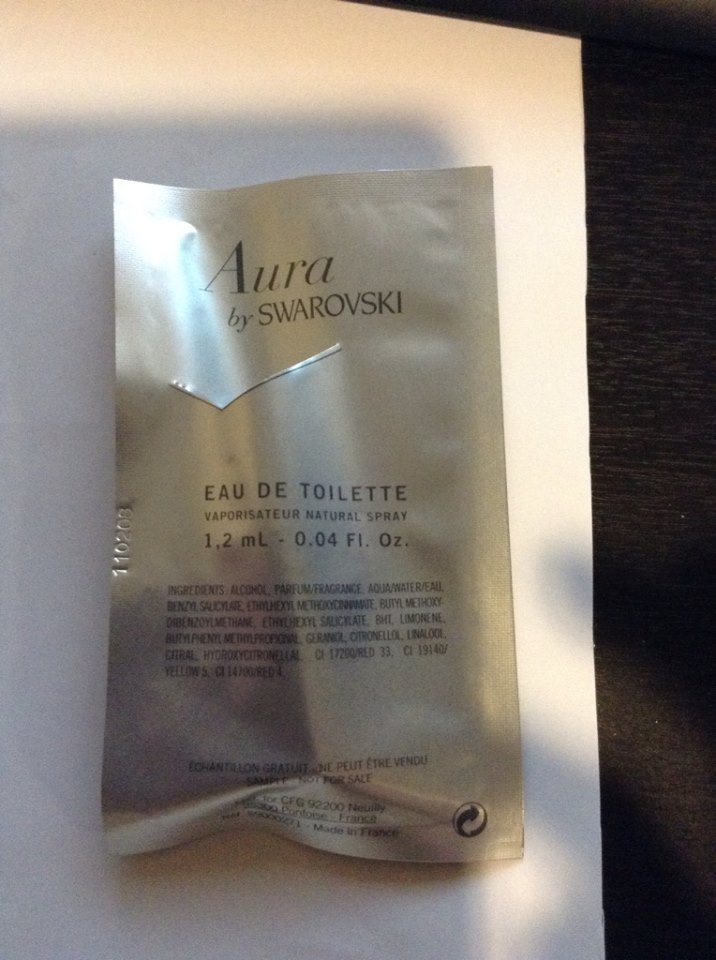 Aura
by SWAROVSKI
EAU DE TOILETTE
VAPORISATEUR NATURAL SPRAY
1,2 mL - 0.04 Fl. Oz.
110203
INGREDIENTS: ALCOHOL, PARFUM/FRAGRANCE, AQUA/WATER/EAU,
BENZYL SALICYLATE, ETHYLHEXYL METHOXYCINNAMATE, BUTYL METHOXY-
DIBENZOYLMETHANE, ETHYLHEXYL SALICYLATE, BHT, LIMONENE,
BUTYLPHENYL METHYLPROPIONAL, GERANIOL, CITRONELLOL, LINALOOL,
CITRAL, HYDROXYCITRONELLAL. CI 17200/RED 33, CI 19140/
YELLOW 5, CI 14700/RED 4.
ÉCHANTILLON GRATUIT - NE PEUT ÊTRE VENDU
SAMPLE - NOT FOR SALE
for CFG 92200 Neuilly
Pontoise - France
Made in France